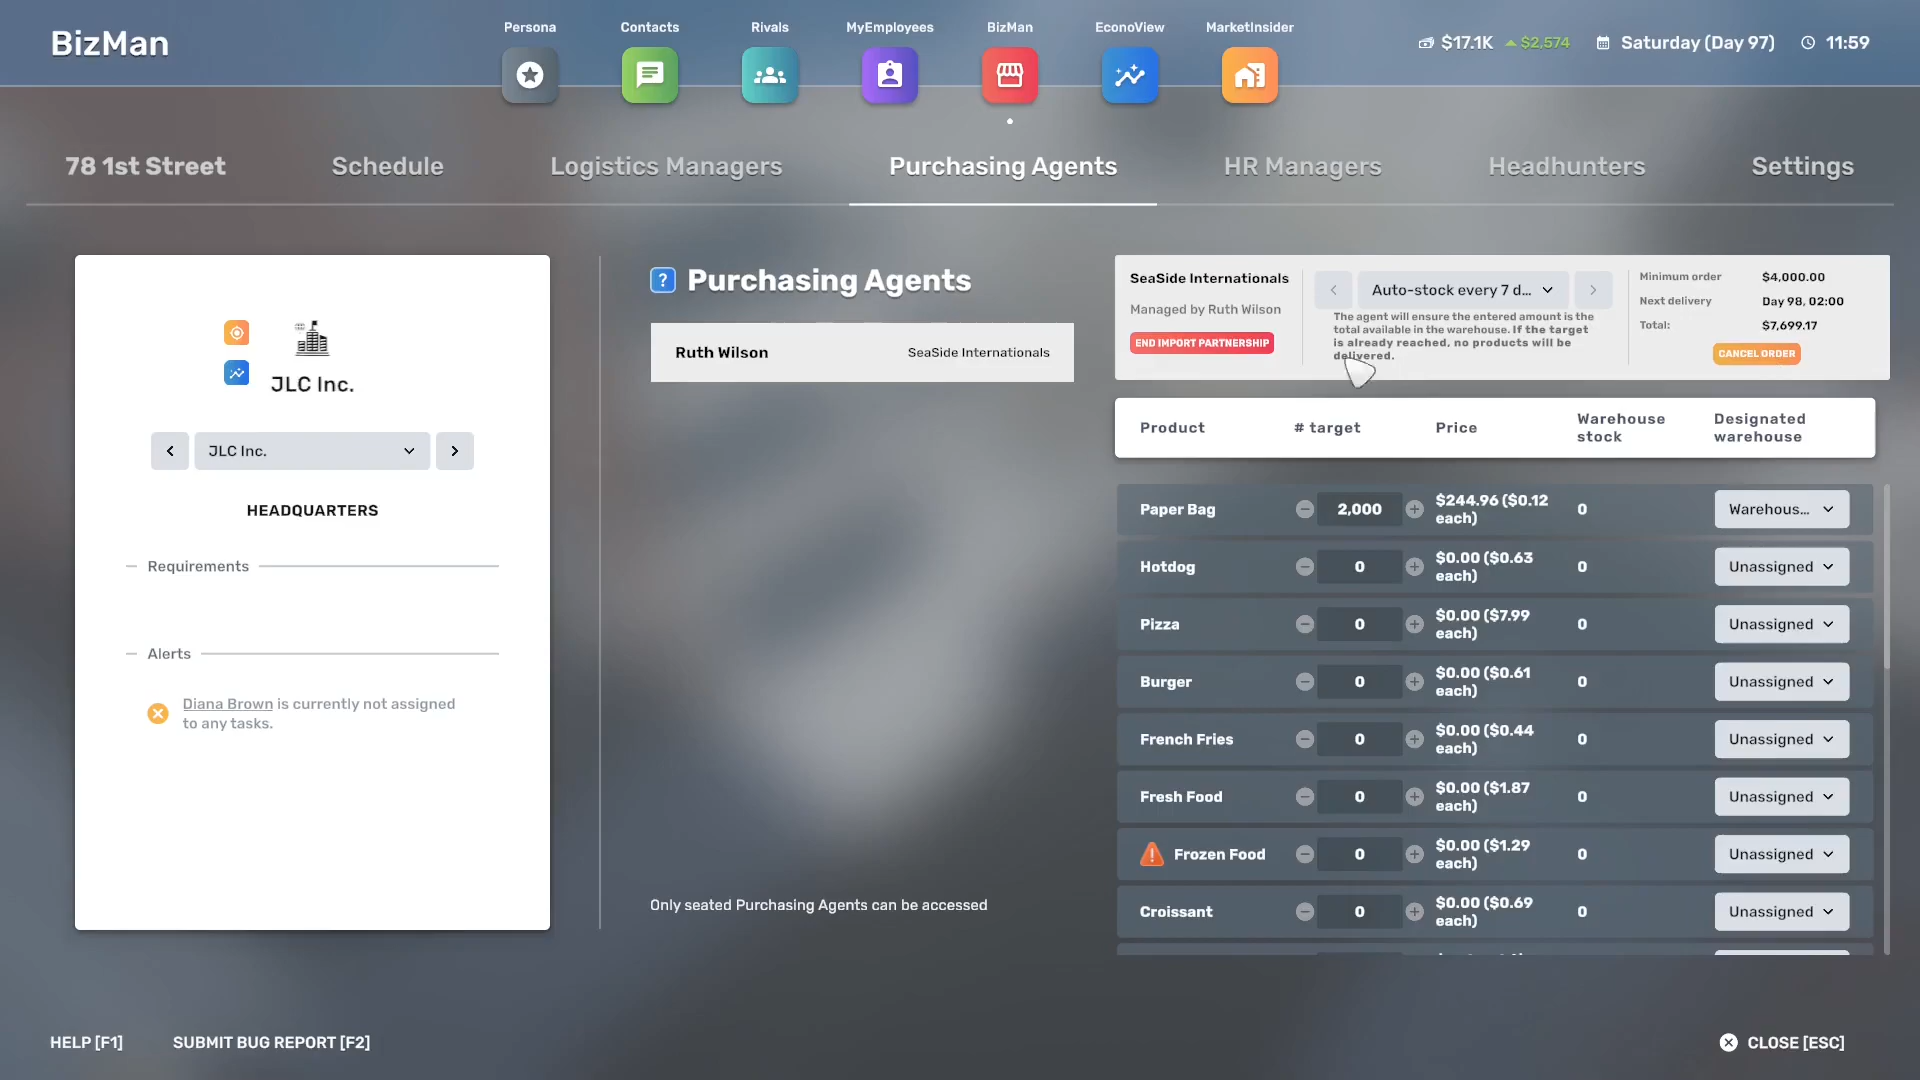 BizMan
Persona
Contacts
Rivals
MyEmployees
BizMan
EconoView
MarketInsider
$17.1K
$2,574
Saturday (Day 97)
11:59
78 1st Street
Schedule
Logistics Managers
Purchasing Agents
HR Managers
Headhunters
Settings
JLC Inc.
JLC Inc.
HEADQUARTERS
Requirements
Alerts
Diana Brown is currently not assigned
to any tasks.
? Purchasing Agents
Ruth Wilson
SeaSide Internationals
Only seated Purchasing Agents can be accessed
SeaSide Internationals
Managed by Ruth Wilson
END IMPORT PARTNERSHIP
Auto-stock every 7 d...
The agent will ensure the entered amount is the
total available in the warehouse. If the target
is already reached, no products will be
delivered.
Minimum order $4,000.00
Next delivery Day 98, 02:00
Total: $7,699.17
CANCEL ORDER
Product
# target
Price
Warehouse
stock
Designated
warehouse
Paper Bag
2,000
$244.96 ($0.12
each)
0
Warehous...
Hotdog
0
$0.00 ($0.63
each)
0
Unassigned
Pizza
0
$0.00 ($7.99
each)
0
Unassigned
Burger
0
$0.00 ($0.61
each)
0
Unassigned
French Fries
0
$0.00 ($0.44
each)
0
Unassigned
Fresh Food
0
$0.00 ($1.87
each)
0
Unassigned
Frozen Food
0
$0.00 ($1.29
each)
0
Unassigned
Croissant
0
$0.00 ($0.69
each)
0
Unassigned
HELP [F1]
SUBMIT BUG REPORT [F2]
CLOSE [ESC]